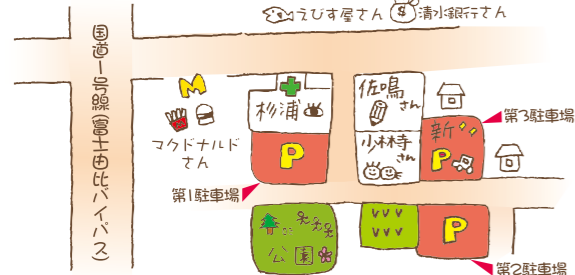 えびす屋さん
$
清水銀行さん
国道1号線(富士由比バイパス)
M
マクドナルド
さん
杉浦
P
第1駐車場
佐鳴
さん
少林寺
さん
新
P
第3駐車場
公園
P
第2駐車場